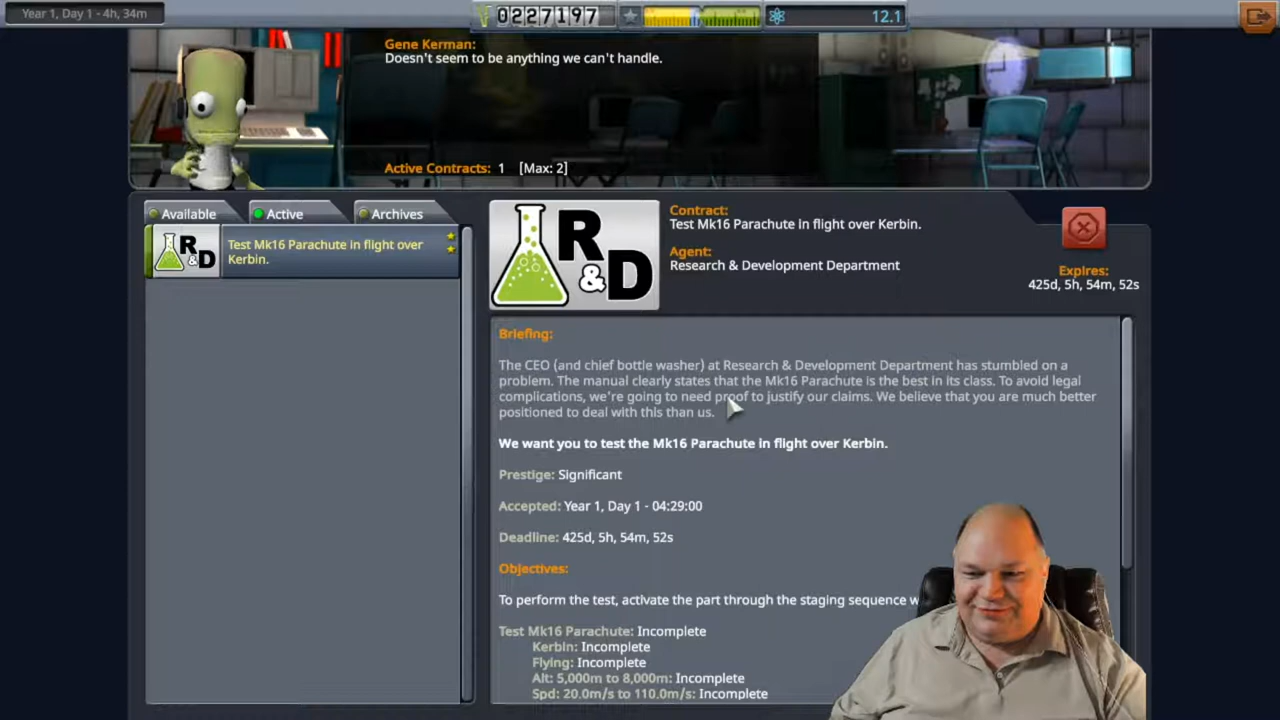 Year 1, Day 1 - 4h, 34m
0227197
12.1
Gene Kerman:
Doesn't seem to be anything we can't handle.
Active Contracts: 1 [Max: 2]
Available
Active
Archives
R&D
Test Mk16 Parachute in flight over
Kerbin.
R&D
Contract:
Test Mk16 Parachute in flight over Kerbin.
Agent:
Research & Development Department
Expires:
425d, 5h, 54m, 52s
Briefing:
The CEO (and chief bottle washer) at Research & Development Department has stumbled on a
problem. The manual clearly states that the Mk16 Parachute is the best in its class. To avoid legal
complications, we're going to need proof to justify our claims. We believe that you are much better
positioned to deal with this than us.
We want you to test the Mk16 Parachute in flight over Kerbin.
Prestige: Significant
Accepted: Year 1, Day 1 - 04:29:00
Deadline: 425d, 5h, 54m, 52s
Objectives:
To perform the test, activate the part through the staging sequence w
Test Mk16 Parachute: Incomplete
Kerbin: Incomplete
Flying: Incomplete
Alt: 5,000m to 8,000m: Incomplete
Spd: 20.0m/s to 110.0m/s: Incomplete